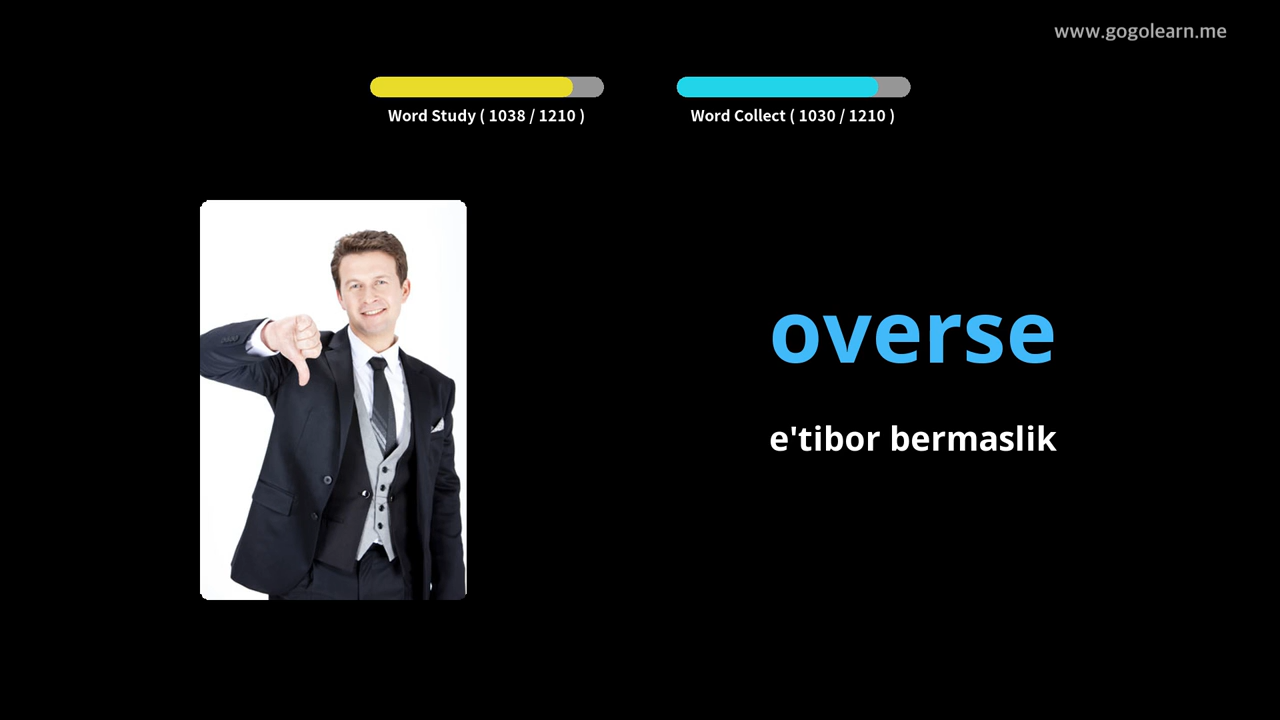 www.gogolearn.me
Word Study ( 1038 / 1210 )
Word Collect ( 1030 / 1210 )
overse
e'tibor bermaslik